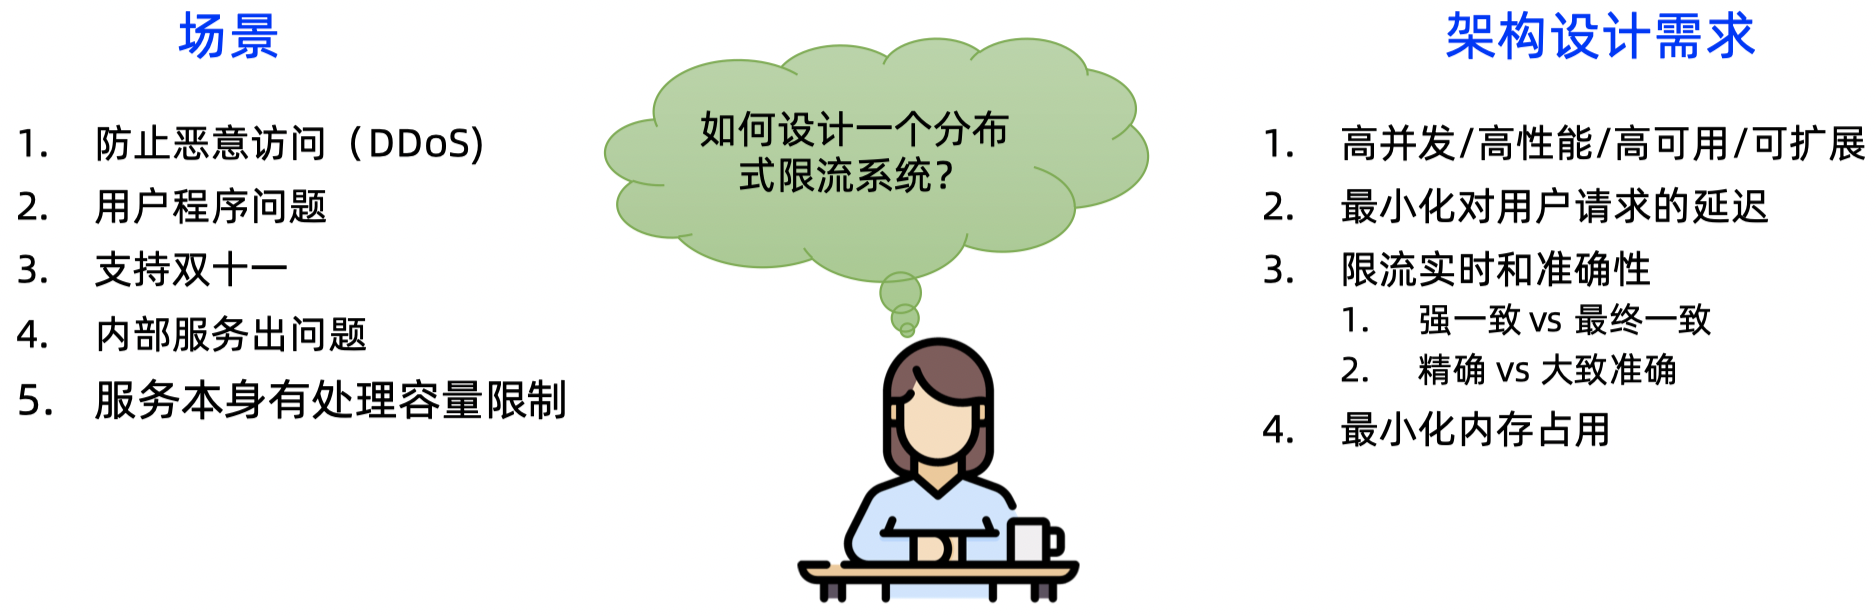 场景
1. 防止恶意访问（DDoS)
2. 用户程序问题
3. 支持双十一
4. 内部服务出问题
5. 服务本身有处理容量限制
如何设计一个分布
式限流系统？
架构设计需求
1. 高并发/高性能/高可用/可扩展
2. 最小化对用户请求的延迟
3. 限流实时和准确性
1. 强一致 vs 最终一致
2. 精确 vs 大致准确
4. 最小化内存占用